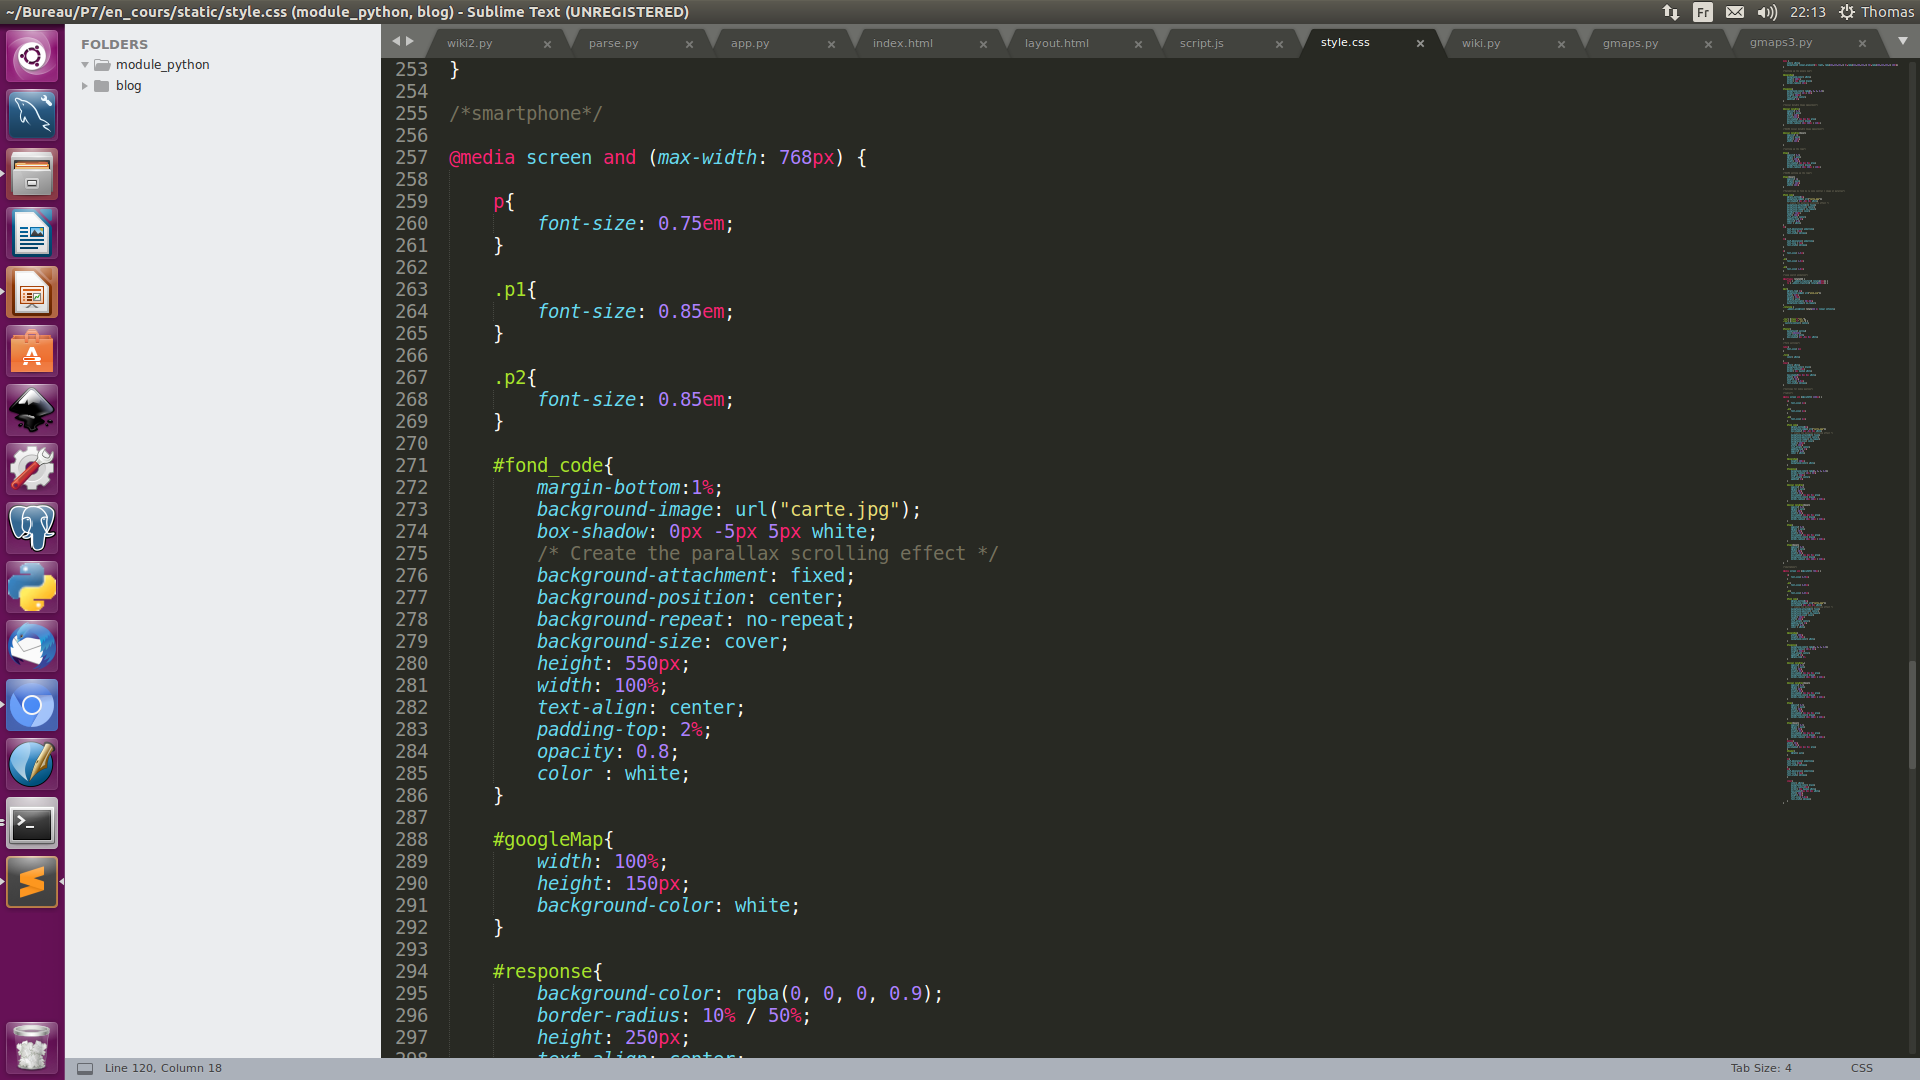 ~/Bureau/P7/en_cours/static/style.css (module_python, blog) - Sublime Text (UNREGISTERED)
Fr
22:13
Thomas
FOLDERS
module_python
blog
wiki2.py
parse.py
app.py
index.html
layout.html
script.js
style.css
wiki.py
gmaps.py
gmaps3.py
253 }
254
255 /*smartphone*/
256
257 @media screen and (max-width: 768px) {
258
259 p{
260 font-size: 0.75em;
261 }
262
263 .p1{
264 font-size: 0.85em;
265 }
266
267 .p2{
268 font-size: 0.85em;
269 }
270
271 #fond_code{
272 margin-bottom:1%;
273 background-image: url("carte.jpg");
274 box-shadow: 0px -5px 5px white;
275 /* Create the parallax scrolling effect */
276 background-attachment: fixed;
277 background-position: center;
278 background-repeat: no-repeat;
279 background-size: cover;
280 height: 550px;
281 width: 100%;
282 text-align: center;
283 padding-top: 2%;
284 opacity: 0.8;
285 color : white;
286 }
287
288 #googleMap{
289 width: 100%;
290 height: 150px;
291 background-color: white;
292 }
293
294 #response{
295 background-color: rgba(0, 0, 0, 0.9);
296 border-radius: 10% / 50%;
297 height: 250px;
298 text-align: center;
Line 120, Column 18
Tab Size: 4
CSS